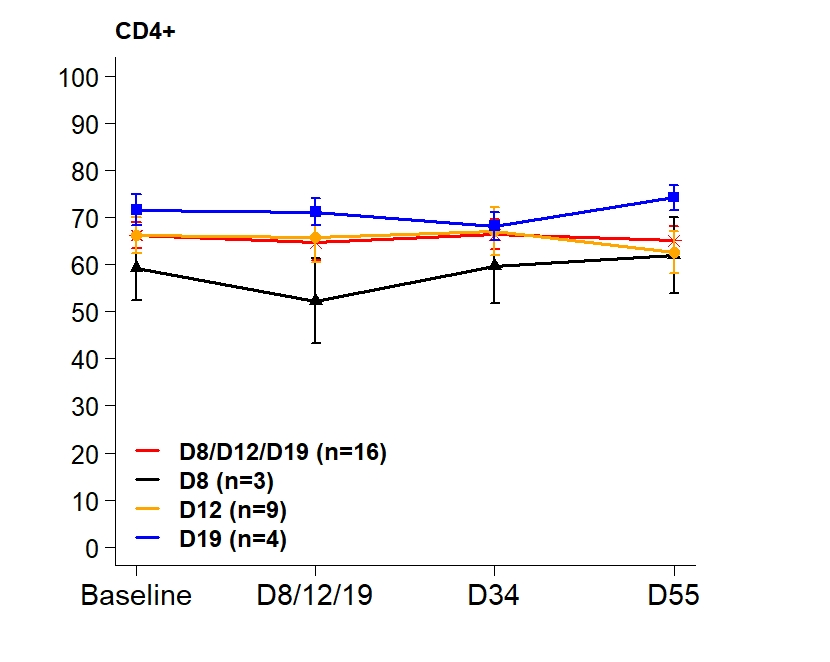 CD4+
100
90
80
70
60
50
40
30
20
10
0
D8/D12/D19 (n=16)
D8 (n=3)
D12 (n=9)
D19 (n=4)
Baseline D8/12/19 D34 D55